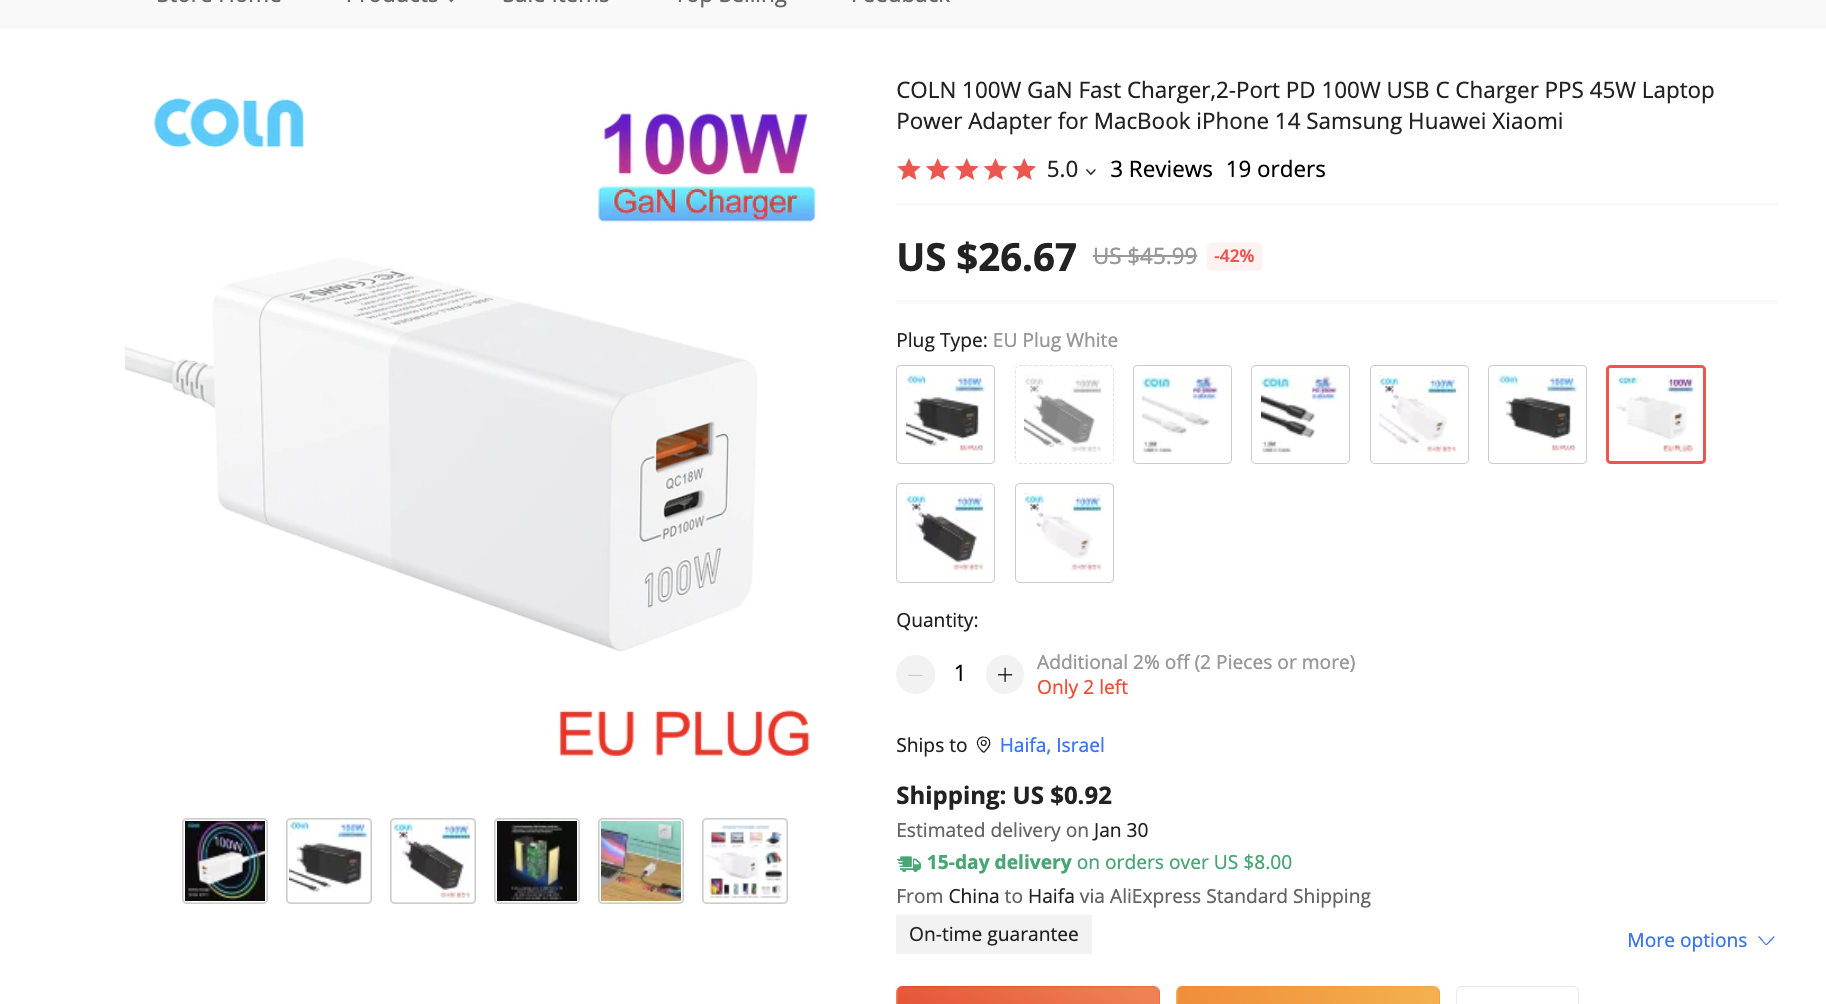 COLN
100W
GaN Charger
QC18W
PD100W
100W
EU PLUG
COLN 100W GaN Fast Charger,2-Port PD 100W USB C Charger PPS 45W Laptop
Power Adapter for MacBook iPhone 14 Samsung Huawei Xiaomi
5.0 3 Reviews 19 orders
US $26.67 US $45.99 -42%
Plug Type: EU Plug White
Quantity:
1
Additional 2% off (2 Pieces or more)
Only 2 left
Ships to Haifa, Israel
Shipping: US $0.92
Estimated delivery on Jan 30
15-day delivery on orders over US $8.00
From China to Haifa via AliExpress Standard Shipping
On-time guarantee
More options